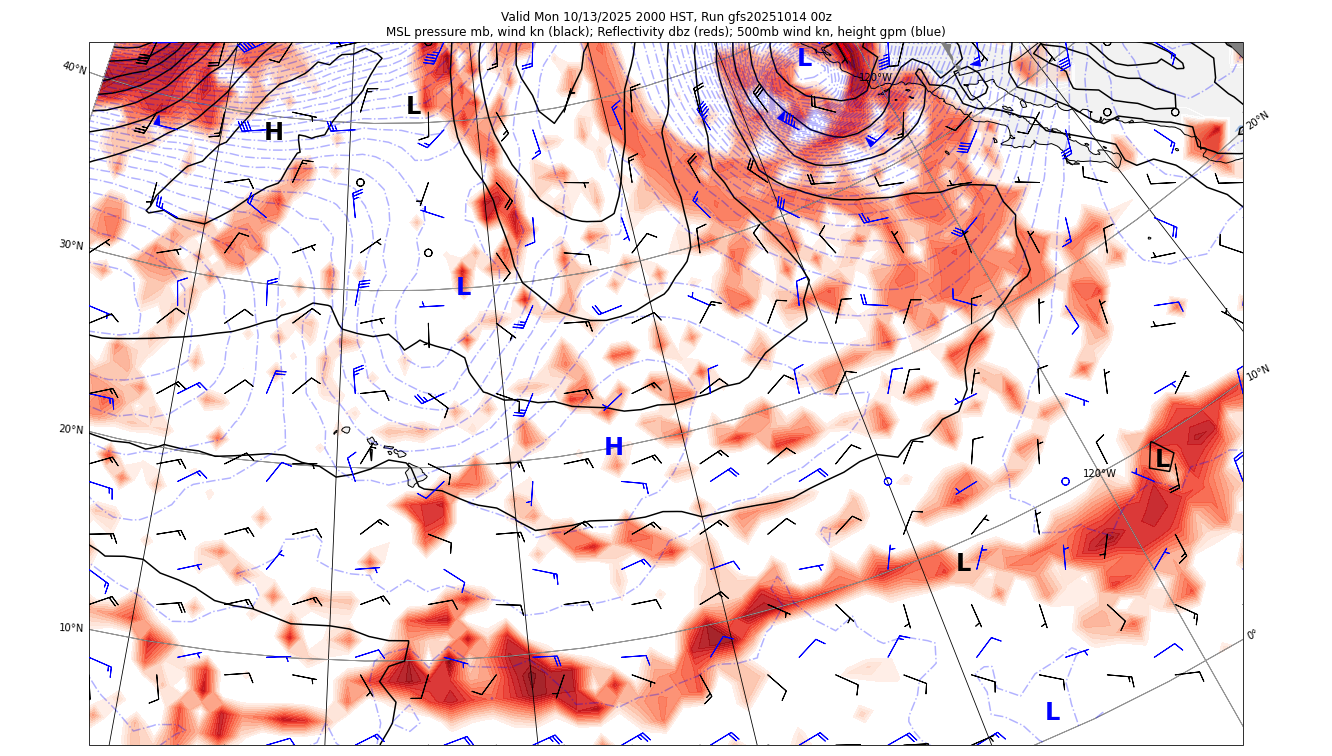 Valid Mon 10/13/2025 2000 HST, Run gfs20251014 00z
MSL pressure mb, wind kn (black); Reflectivity dbz (reds); 500mb wind kn, height gpm (blue)
40°N
L
120°W
L
H
20°N
30°N
L
10°N
20°N
H
L
120°W
L
10°N
0°
L